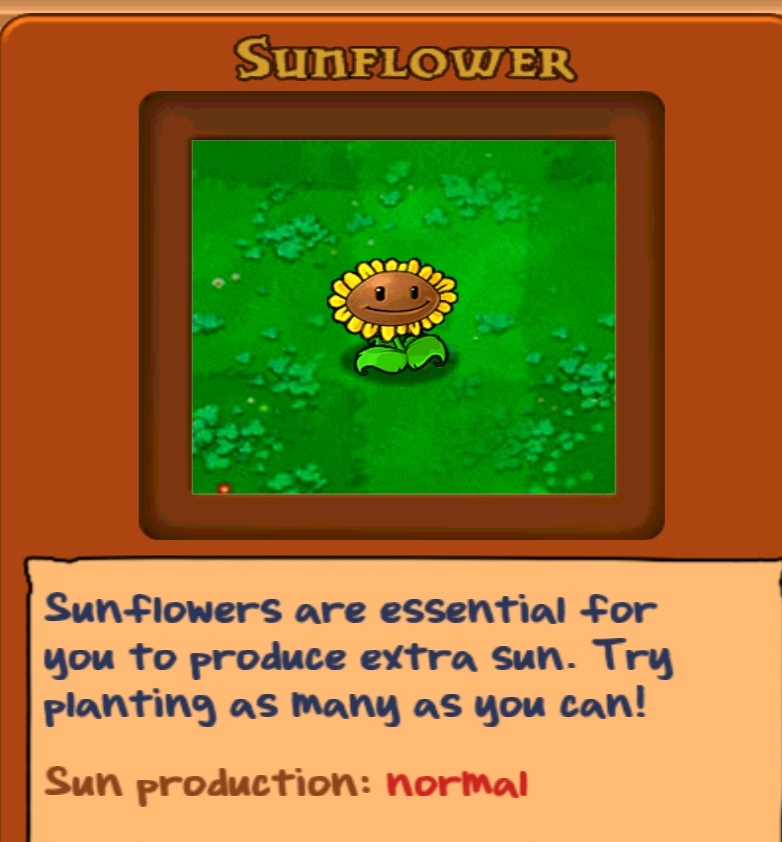 Sunflower
Sunflowers are essential for
you to produce extra sun. Try
planting as many as you can!
Sun production: normal